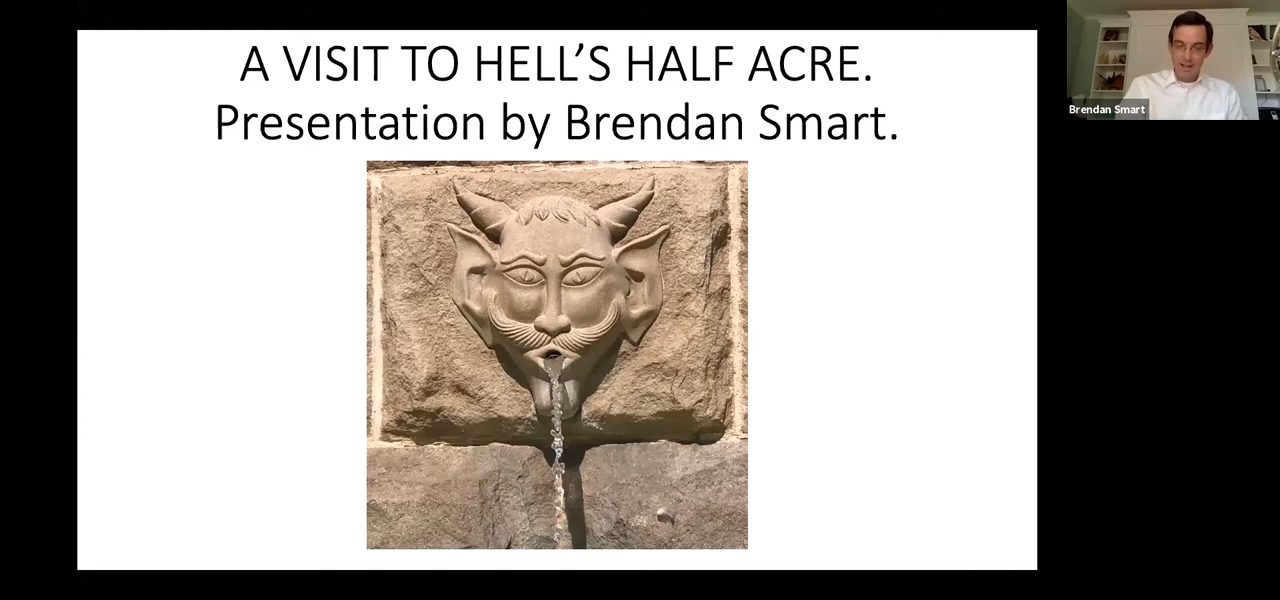 A VISIT TO HELL’S HALF ACRE.
Presentation by Brendan Smart.
Brendan Smart